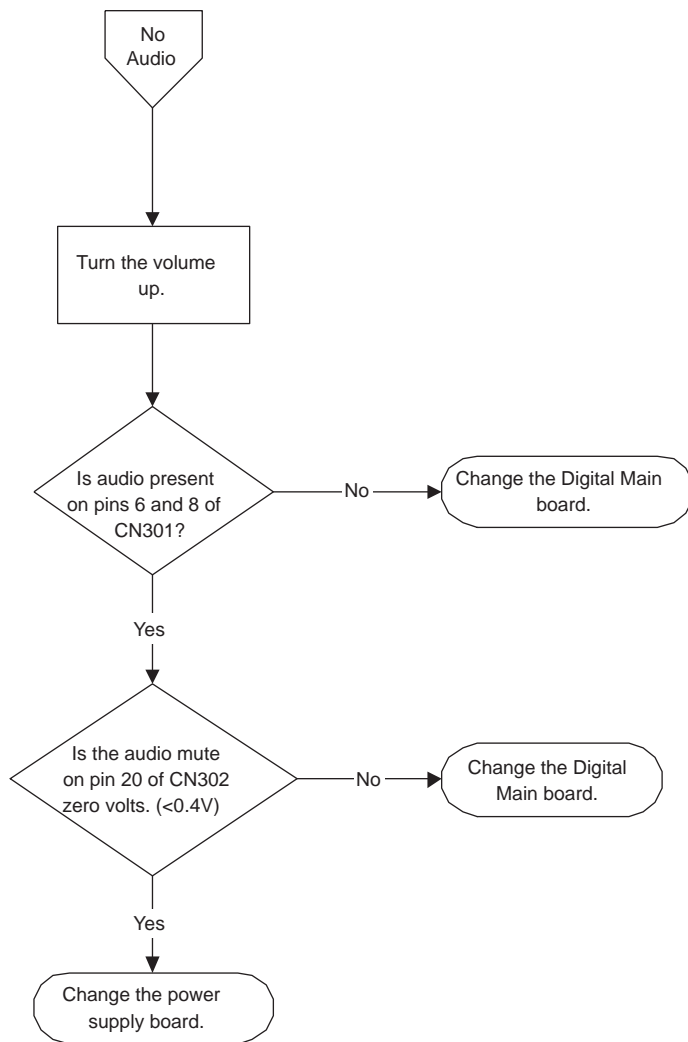 No
Audio
Turn the volume
up.
Is audio present
on pins 6 and 8 of
CN301?
No
Change the Digital Main
board.
Yes
Is the audio mute
on pin 20 of CN302
zero volts. (<0.4V)
No
Change the Digital
Main board.
Yes
Change the power
supply board.